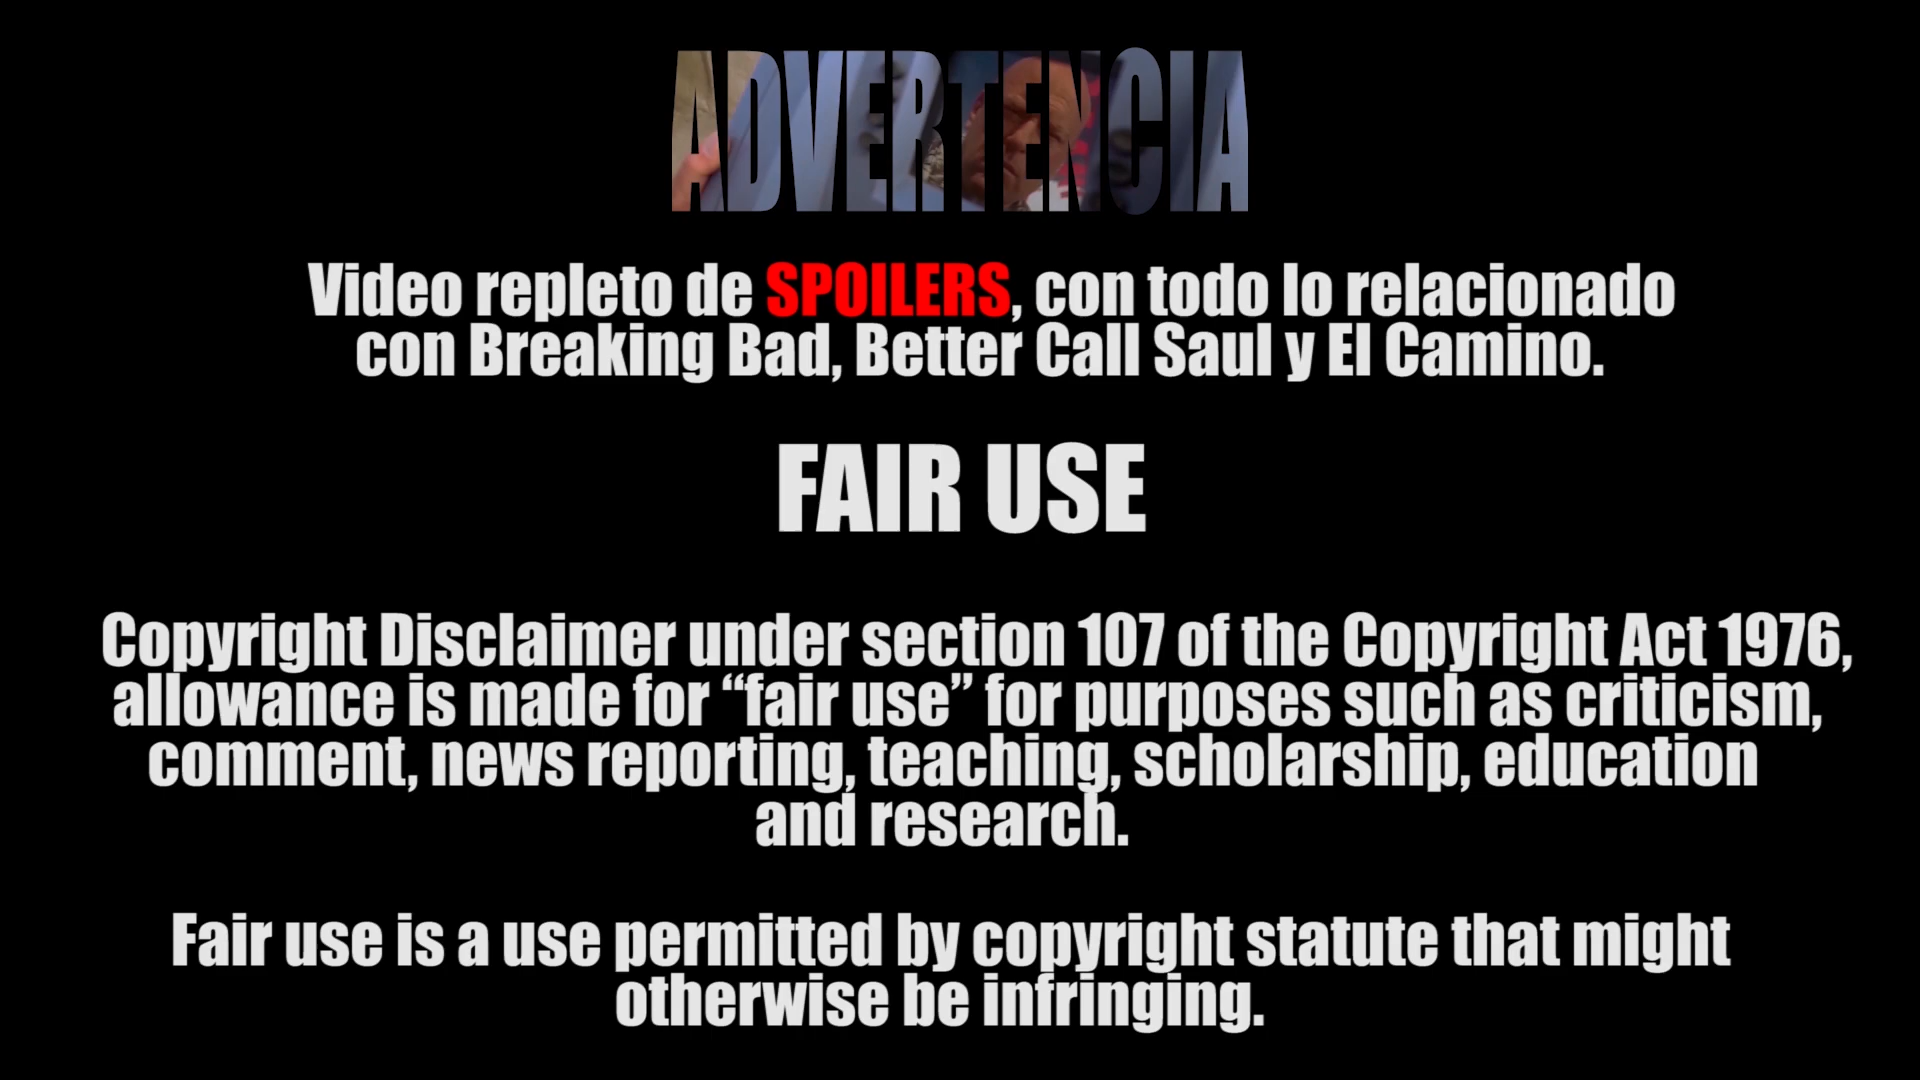 ADVERTENCIA
Video repleto de SPOILERS, con todo lo relacionado
con Breaking Bad, Better Call Saul y El Camino.
FAIR USE
Copyright Disclaimer under section 107 of the Copyright Act 1976,
allowance is made for “fair use” for purposes such as criticism,
comment, news reporting, teaching, scholarship, education
and research.
Fair use is a use permitted by copyright statute that might
otherwise be infringing.